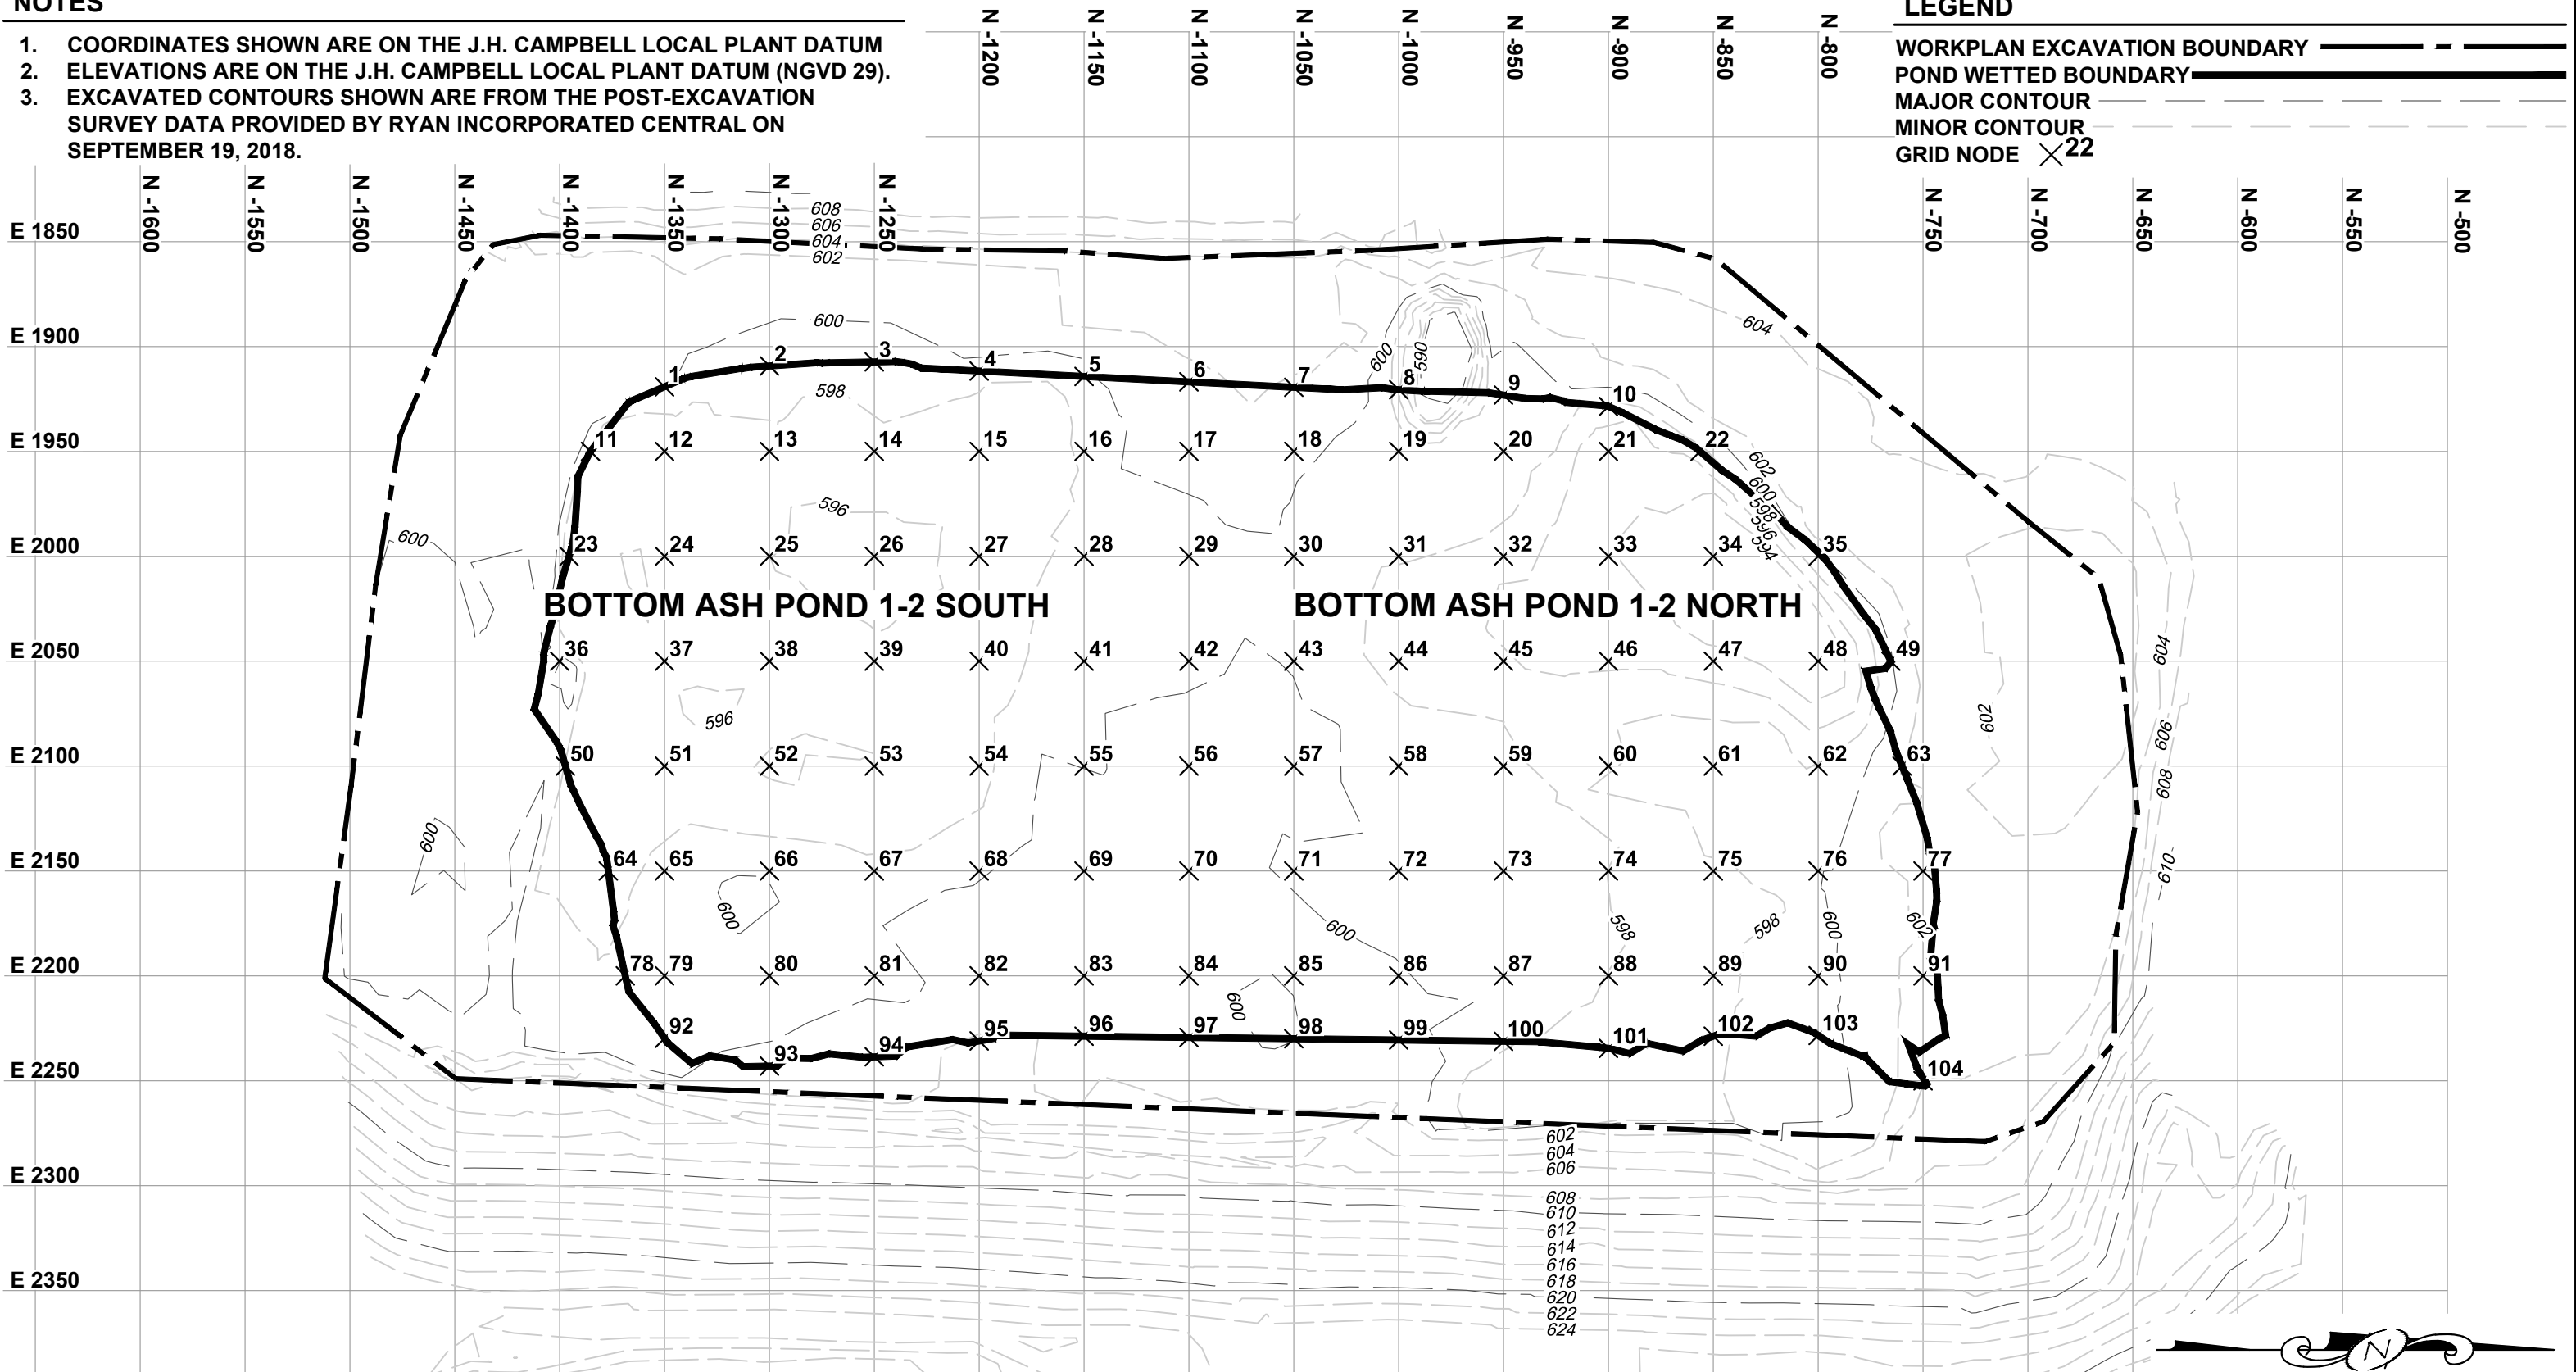 NOTES
1. COORDINATES SHOWN ARE ON THE J.H. CAMPBELL LOCAL PLANT DATUM
2. ELEVATIONS ARE ON THE J.H. CAMPBELL LOCAL PLANT DATUM (NGVD 29).
3. EXCAVATED CONTOURS SHOWN ARE FROM THE POST-EXCAVATION
SURVEY DATA PROVIDED BY RYAN INCORPORATED CENTRAL ON
SEPTEMBER 19, 2018.
LEGEND
WORKPLAN EXCAVATION BOUNDARY
POND WETTED BOUNDARY
MAJOR CONTOUR
MINOR CONTOUR
GRID NODE 22
N -1600
N -1550
N -1500
N -1450
N -1400
N -1350
N -1300
N -1250
N -1200
N -1150
N -1100
N -1050
N -1000
N -950
N -900
N -850
N -800
N -750
N -700
N -650
N -600
N -550
N -500
608
606
E 1850
604
602
600
604
E 1900
600
590
1 2 3 4 5 6 7 8 9 10
598
E 1950
11 12 13 14 15 16 17 18 19 20 21 22
602
600
598
596
594
596
600
E 2000
23 24 25 26 27 28 29 30 31 32 33 34 35
BOTTOM ASH POND 1-2 SOUTH
BOTTOM ASH POND 1-2 NORTH
E 2050
36 37 38 39 40 41 42 43 44 45 46 47 48 49
604
596
602
606
E 2100
50 51 52 53 54 55 56 57 58 59 60 61 62 63
608
600
E 2150
64 65 66 67 68 69 70 71 72 73 74 75 76 77
610
600
600
598
598
600
602
E 2200
78 79 80 81 82 83 84 85 86 87 88 89 90 91
600
92 93 94 95 96 97 98 99 100 101 102 103
E 2250
104
602
604
606
E 2300
608
610
612
614
616
E 2350
618
620
622
624
N